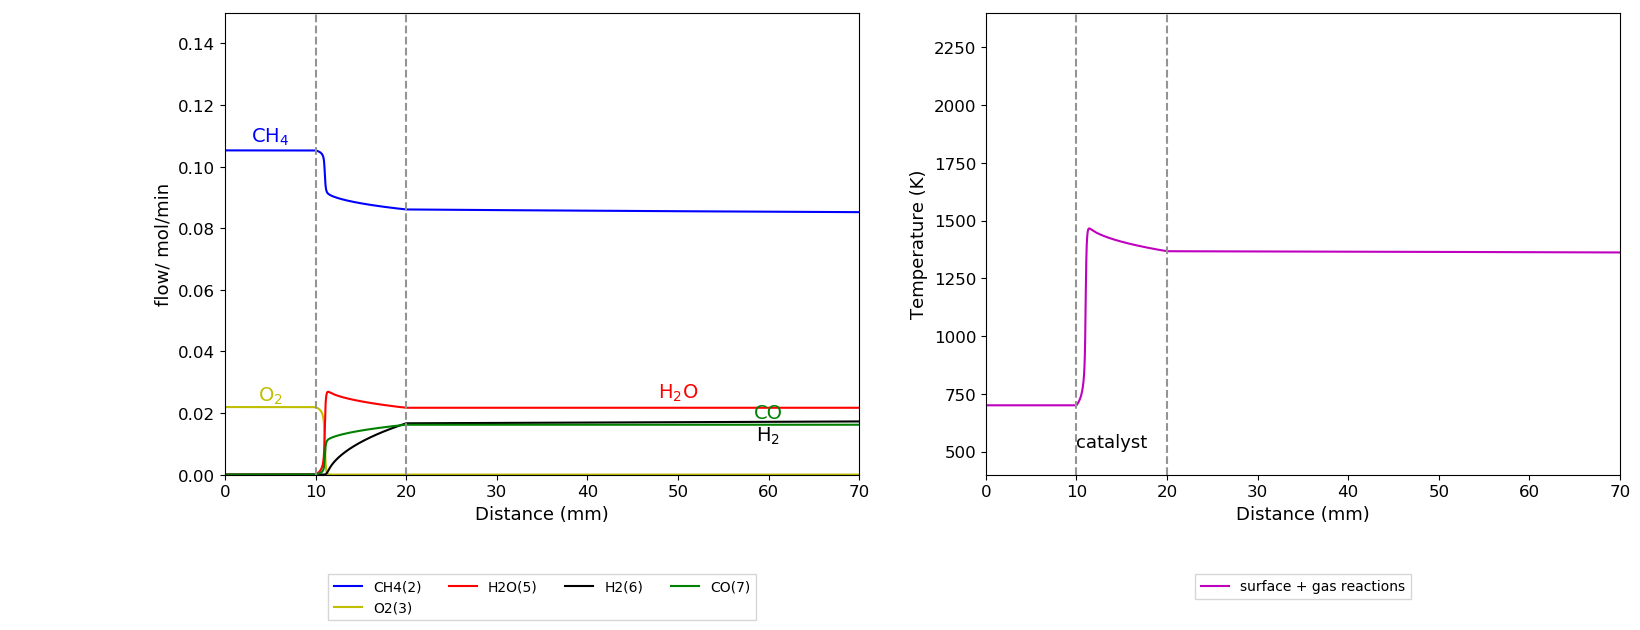 0.14
0.12
0.10
0.08
0.06
0.04
0.02
0.00
flow/ mol/min
CH₄
O₂
H₂O
CO
H₂
0 10 20 30 40 50 60 70
Distance (mm)
CH4(2) H2O(5) H2(6) CO(7)
O2(3)
2250
2000
1750
1500
1250
1000
750
500
Temperature (K)
catalyst
0 10 20 30 40 50 60 70
Distance (mm)
surface + gas reactions